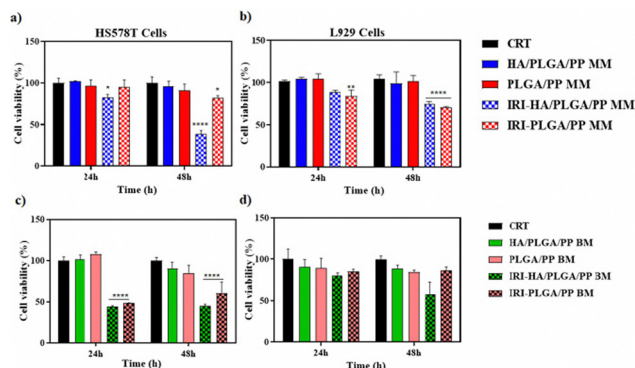 a)
HS578T Cells
Cell viability (%)
150
100
50
0
*
****
*
24h
48h
Time (h)
b)
L929 Cells
Cell viability (%)
150
100
50
0
**
****
24h
48h
Time (h)
CRT
HA/PLGA/PP MM
PLGA/PP MM
IRI-HA/PLGA/PP MM
IRI-PLGA/PP MM
c)
Cell viability (%)
150
100
50
0
****
****
24h
48h
Time (h)
d)
Cell viability (%)
150
100
50
0
24h
48h
Time (h)
CRT
HA/PLGA/PP BM
PLGA/PP BM
IRI-HA/PLGA/PP BM
IRI-PLGA/PP BM